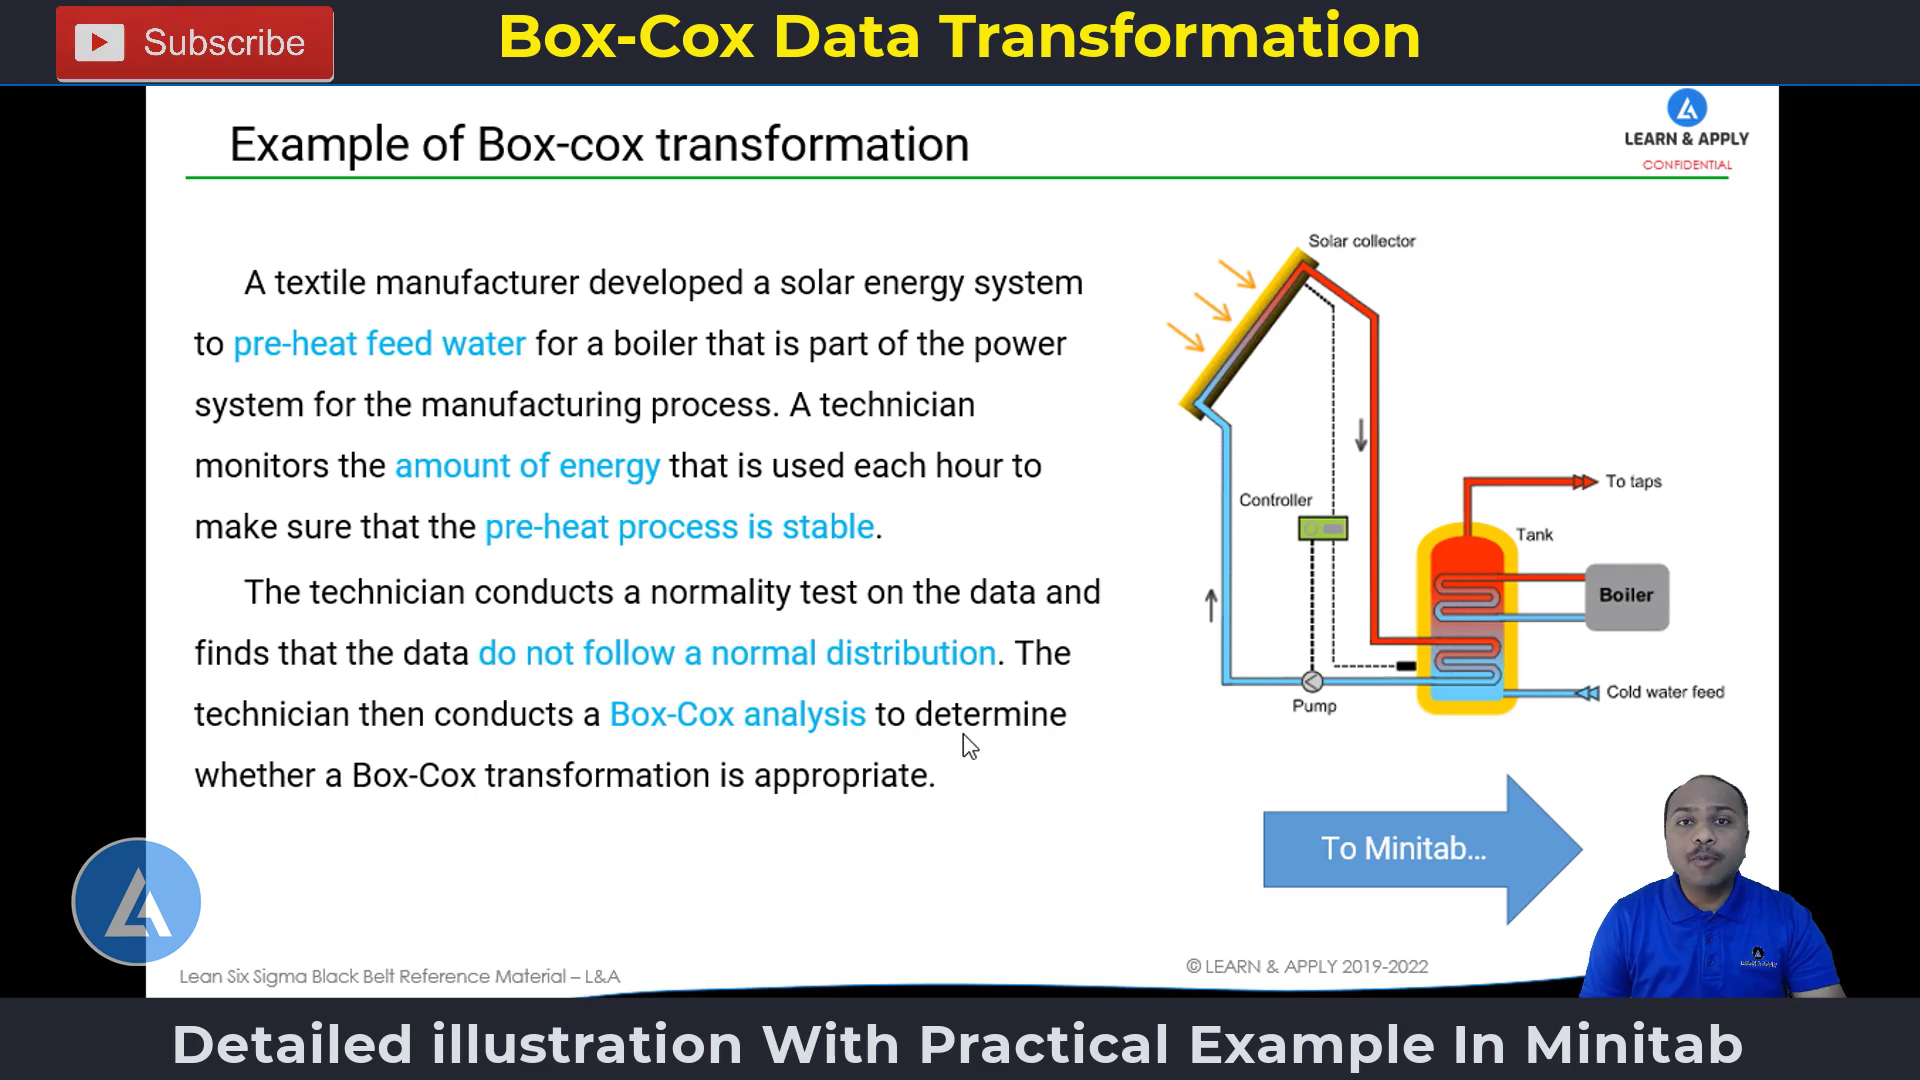 Subscribe
Box-Cox Data Transformation
Example of Box-cox transformation
LEARN & APPLY
CONFIDENTIAL
A textile manufacturer developed a solar energy system
to pre-heat feed water for a boiler that is part of the power
system for the manufacturing process. A technician
monitors the amount of energy that is used each hour to
make sure that the pre-heat process is stable.
The technician conducts a normality test on the data and
finds that the data do not follow a normal distribution. The
technician then conducts a Box-Cox analysis to determine
whether a Box-Cox transformation is appropriate.
Solar collector
Controller
To taps
Tank
Boiler
Cold water feed
Pump
To Minitab...
Lean Six Sigma Black Belt Reference Material – L&A
© LEARN & APPLY 2019-2022
Detailed illustration With Practical Example In Minitab